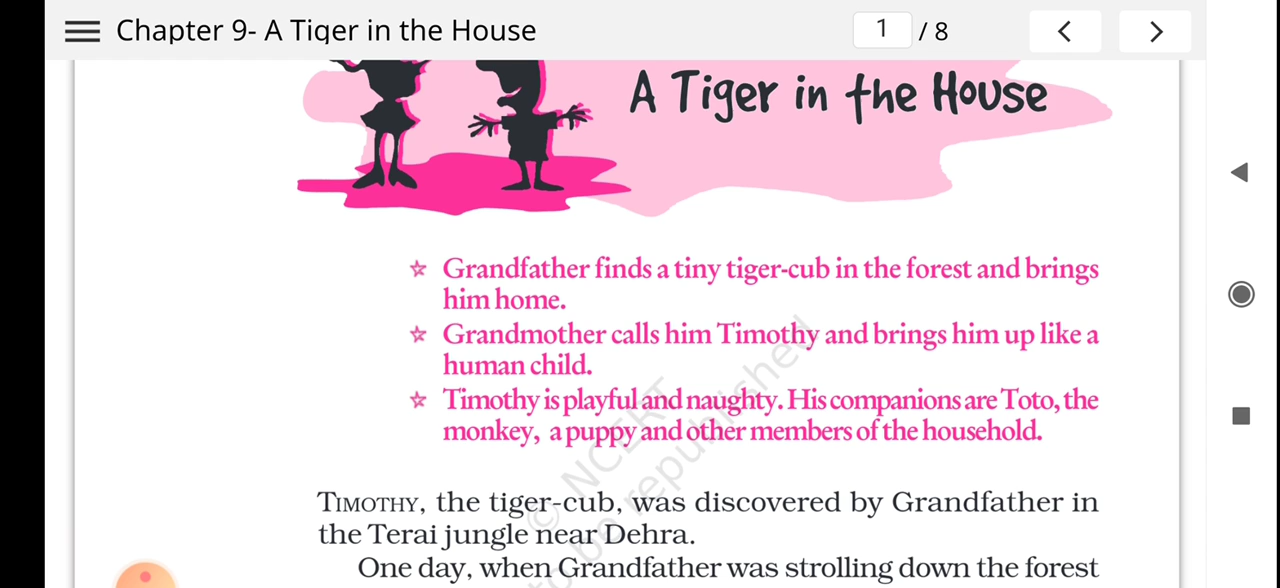 Chapter 9- A Tiger in the House
1 / 8
A Tiger in the House
☆ Grandfather finds a tiny tiger-cub in the forest and brings
him home.
☆ Grandmother calls him Timothy and brings him up like a
human child.
☆ Timothy is playful and naughty. His companions are Toto, the
monkey, a puppy and other members of the household.
© NCERT
to be republished
TIMOTHY, the tiger-cub, was discovered by Grandfather in
the Terai jungle near Dehra.
One day, when Grandfather was strolling down the forest